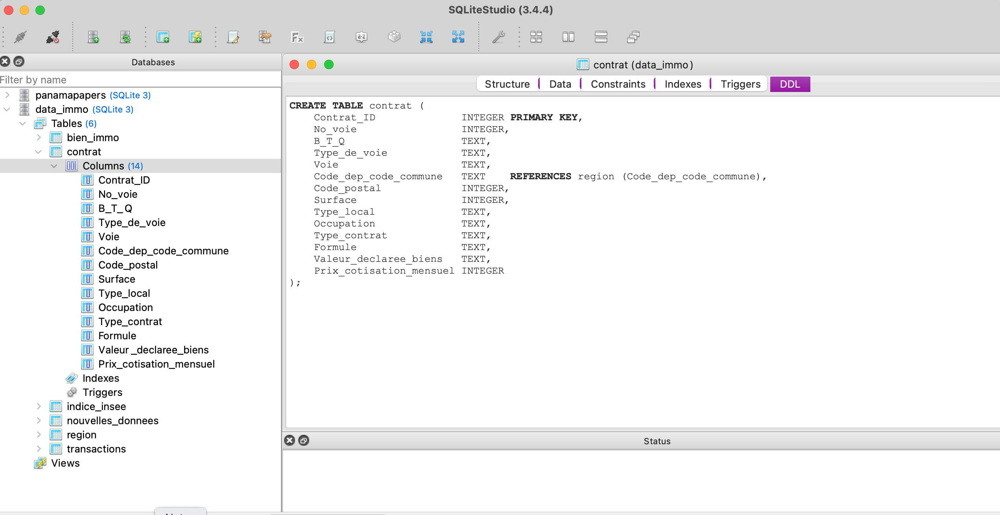 SQLiteStudio (3.4.4)
Databases
Filter by name
panamapapers (SQLite 3)
data_immo (SQLite 3)
Tables (6)
bien_immo
contrat
Columns (14)
Contrat_ID
No_voie
B_T_Q
Type_de_voie
Voie
Code_dep_code_commune
Code_postal
Surface
Type_local
Occupation
Type_contrat
Formule
Valeur_declaree_biens
Prix_cotisation_mensuel
Indexes
Triggers
indice_insee
nouvelles_donnees
region
transactions
Views
contrat (data_immo)
Structure Data Constraints Indexes Triggers DDL
CREATE TABLE contrat (
Contrat_ID INTEGER PRIMARY KEY,
No_voie INTEGER,
B_T_Q TEXT,
Type_de_voie TEXT,
Voie TEXT,
Code_dep_code_commune TEXT REFERENCES region (Code_dep_code_commune),
Code_postal INTEGER,
Surface INTEGER,
Type_local TEXT,
Occupation TEXT,
Type_contrat TEXT,
Formule TEXT,
Valeur_declaree_biens TEXT,
Prix_cotisation_mensuel INTEGER
);
Status